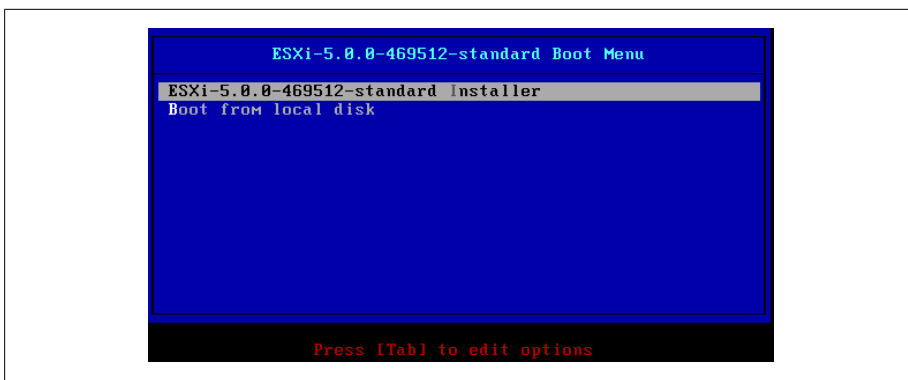 ESXi-5.0.0-469512-standard Boot Menu
ESXi-5.0.0-469512-standard Installer
Boot from local disk
Press [Tab] to edit options